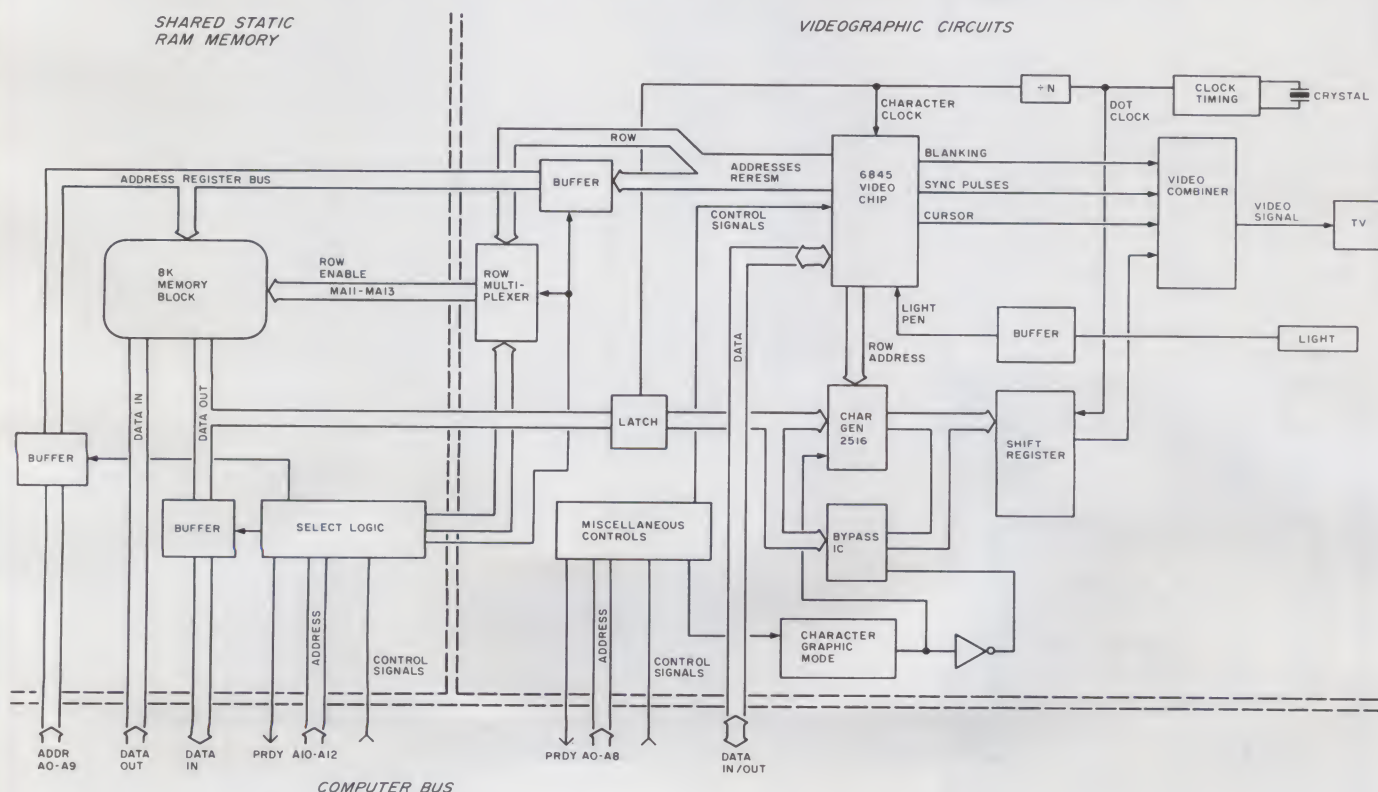 SHARED STATIC
RAM MEMORY
VIDEOGRAPHIC CIRCUITS
÷N
CLOCK
TIMING
CRYSTAL
CHARACTER
CLOCK
DOT
CLOCK
ROW
BUFFER
ADDRESSES
RERESM
6845
VIDEO
CHIP
BLANKING
SYNC PULSES
CURSOR
VIDEO
COMBINER
VIDEO
SIGNAL
TV
ADDRESS REGISTER BUS
CONTROL
SIGNALS
8K
MEMORY
BLOCK
ROW
ENABLE
MA11-MA13
ROW
MULTI-
PLEXER
DATA
LIGHT
PEN
BUFFER
LIGHT
ROW
ADDRESS
DATA IN
DATA OUT
LATCH
CHAR
GEN
2516
SHIFT
REGISTER
BUFFER
BUFFER
SELECT LOGIC
MISCELLANEOUS
CONTROLS
BYPASS
IC
ADDRESS
CONTROL
SIGNALS
ADDRESS
CONTROL
SIGNALS
CHARACTER
GRAPHIC
MODE
ADDR
A0-A9
DATA
OUT
DATA
IN
PRDY
A10-A12
PRDY
A0-A8
DATA
IN/OUT
COMPUTER BUS